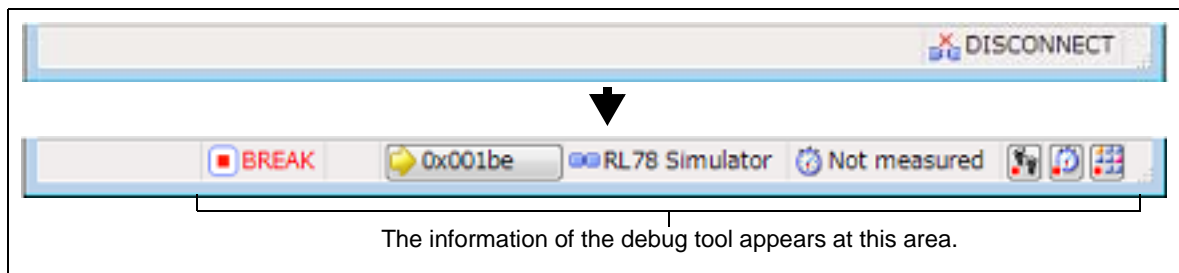 DISCONNECT
BREAK 0x001be RL78 Simulator Not measured
The information of the debug tool appears at this area.